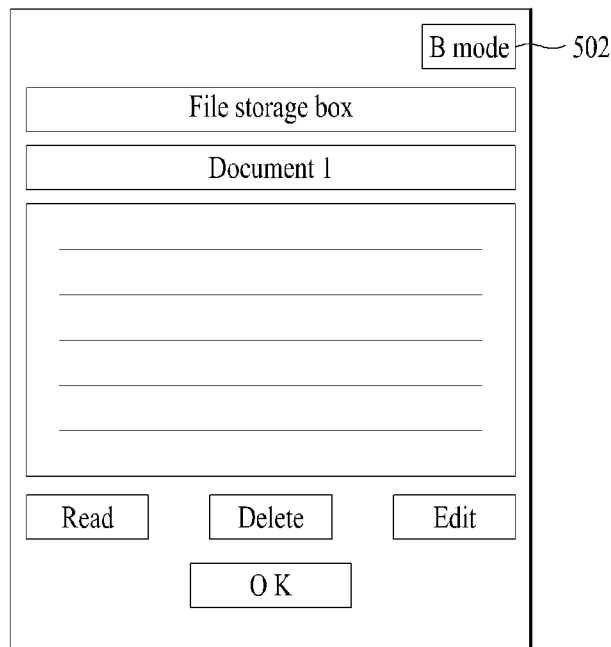 B mode 502
File storage box
Document 1
Read Delete Edit
O K